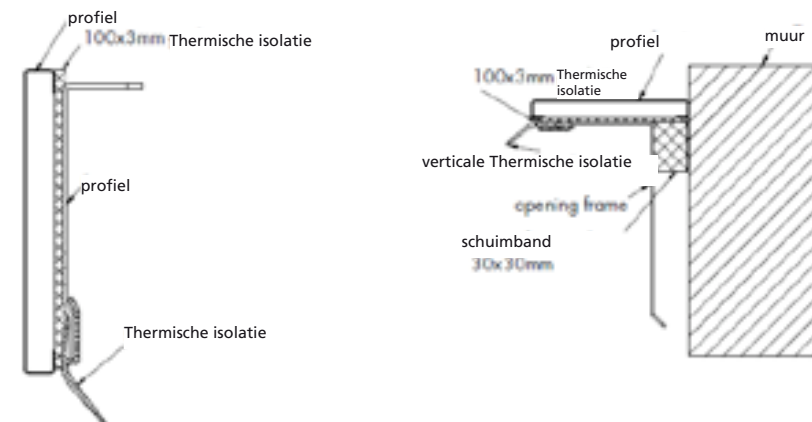 profiel
100x3mm Thermische isolatie
profiel
Thermische isolatie
profiel
muur
100x3mm Thermische
isolatie
verticale Thermische isolatie
opening frame
schuimband
30x30mm